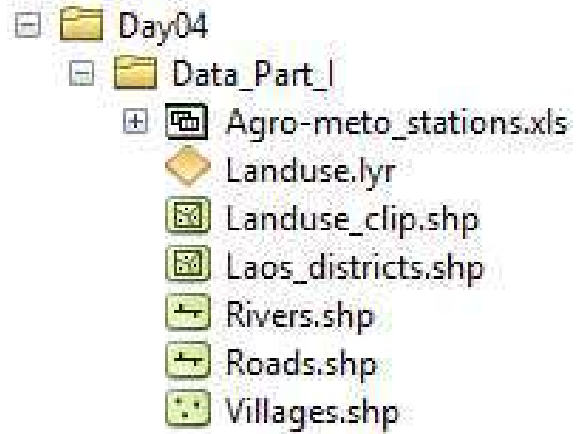 Day04
Data_Part_I
Agro-meto_stations.xls
Landuse.lyr
Landuse_clip.shp
Laos_districts.shp
Rivers.shp
Roads.shp
Villages.shp